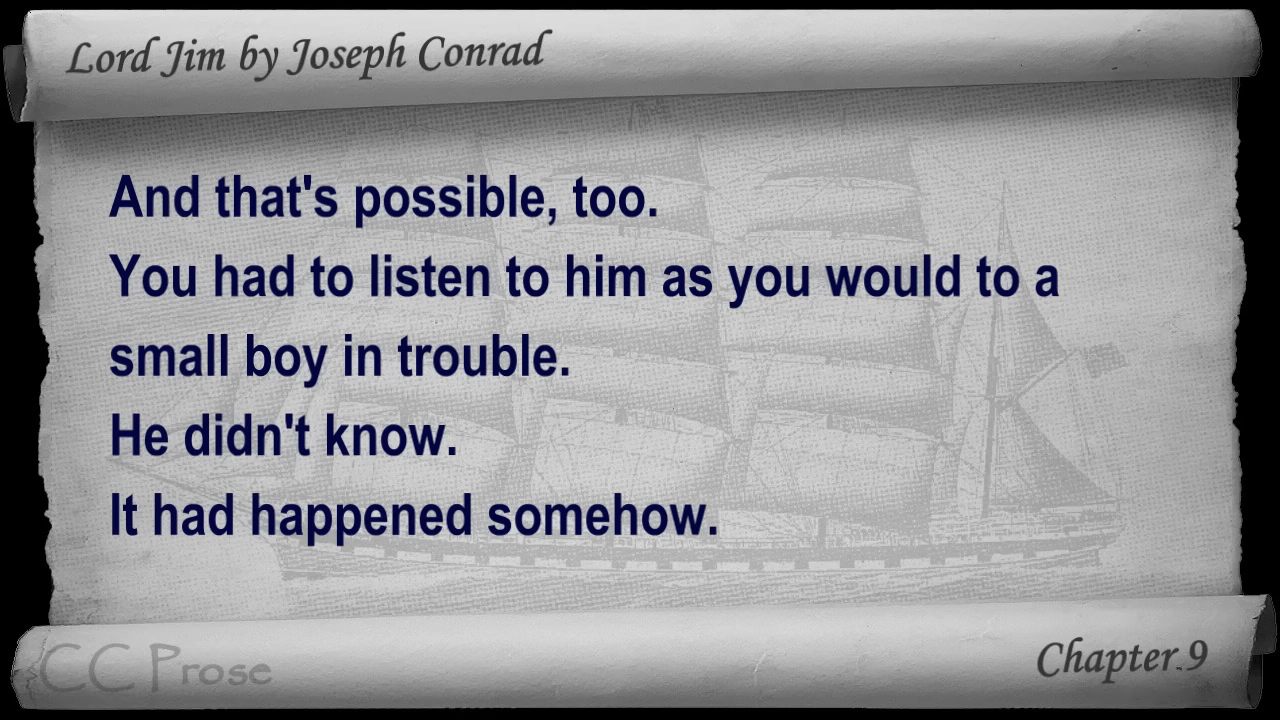 Lord Jim by Joseph Conrad
And that's possible, too.
You had to listen to him as you would to a
small boy in trouble.
He didn't know.
It had happened somehow.
CC Prose
Chapter 9